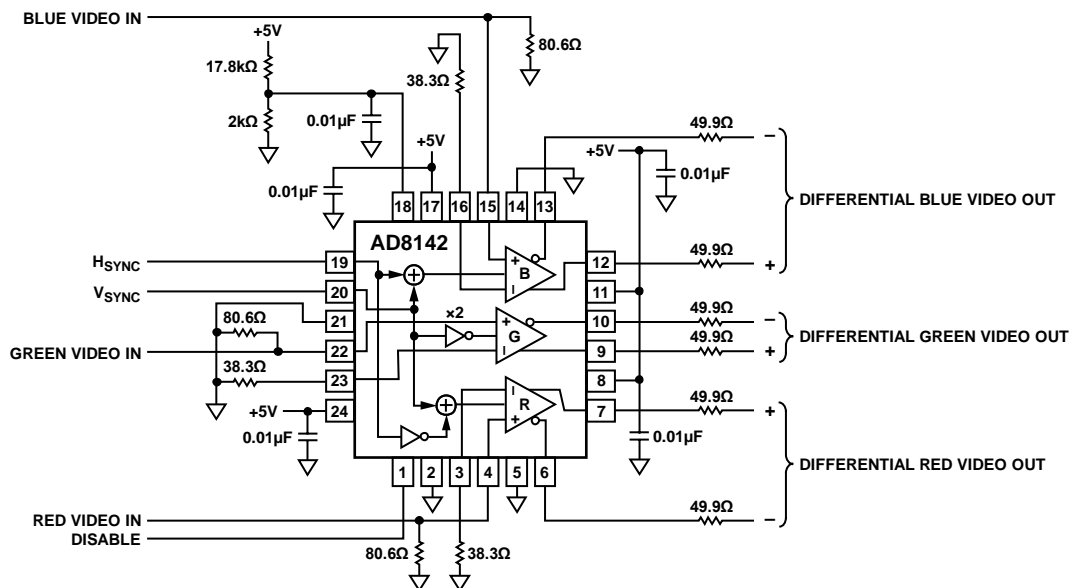 BLUE VIDEO IN
+5V
80.6Ω
17.8kΩ
38.3Ω
2kΩ
0.01µF
49.9Ω
−
+5V
+5V
0.01µF
0.01µF
DIFFERENTIAL BLUE VIDEO OUT
18
17
16
15
14
13
AD8142
HSYNC
19
+
B
−
12
49.9Ω
+
VSYNC
20
11
×2
49.9Ω
80.6Ω
21
+
G
−
10
−
DIFFERENTIAL GREEN VIDEO OUT
49.9Ω
GREEN VIDEO IN
22
9
+
38.3Ω
23
8
49.9Ω
+5V
24
−
R
+
7
+
0.01µF
0.01µF
DIFFERENTIAL RED VIDEO OUT
1
2
3
4
5
6
49.9Ω
RED VIDEO IN
−
DISABLE
80.6Ω
38.3Ω